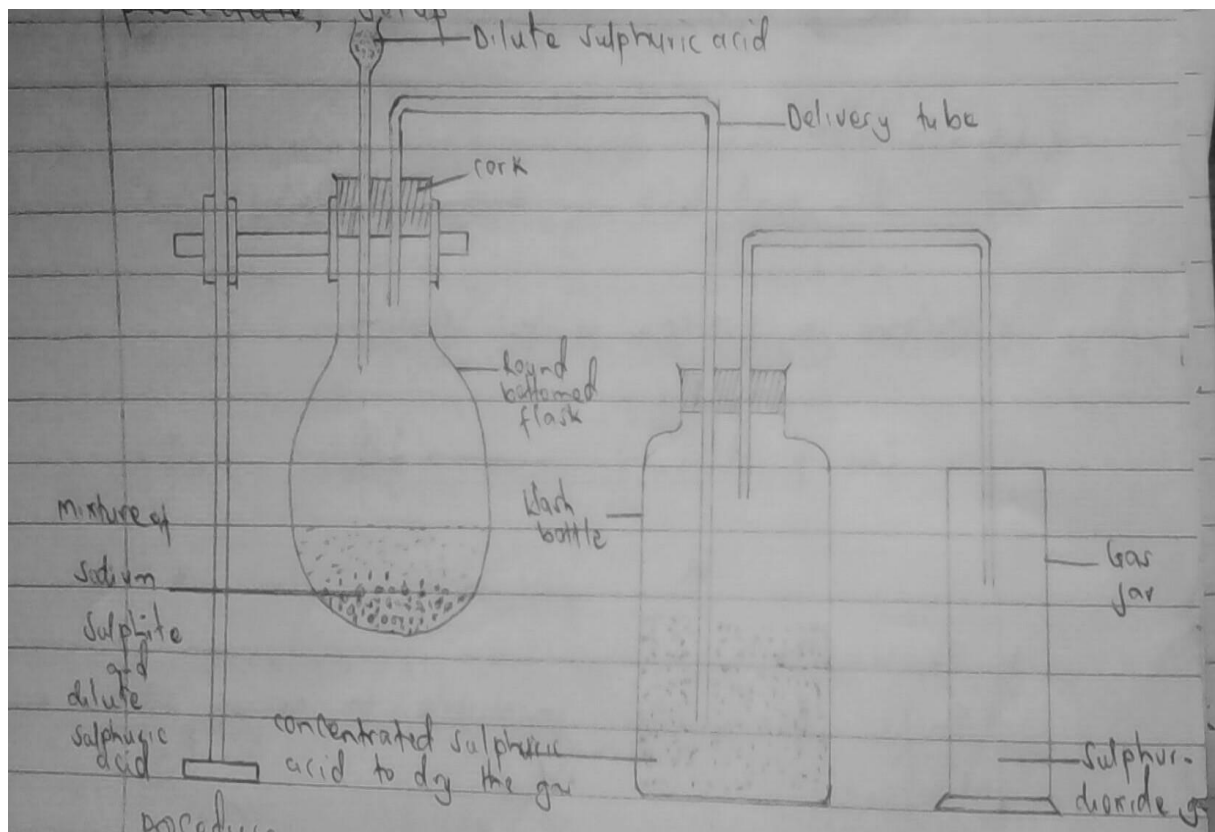 setup
Dilute sulphuric acid
Delivery tube
cork
Round
bottomed
flask
Wash
bottle
mixture of
sodium
sulphite
and
dilute
sulphuric
acid
Gas
jar
concentrated sulphuric
acid to dry the gas
Sulphur-
dioxide